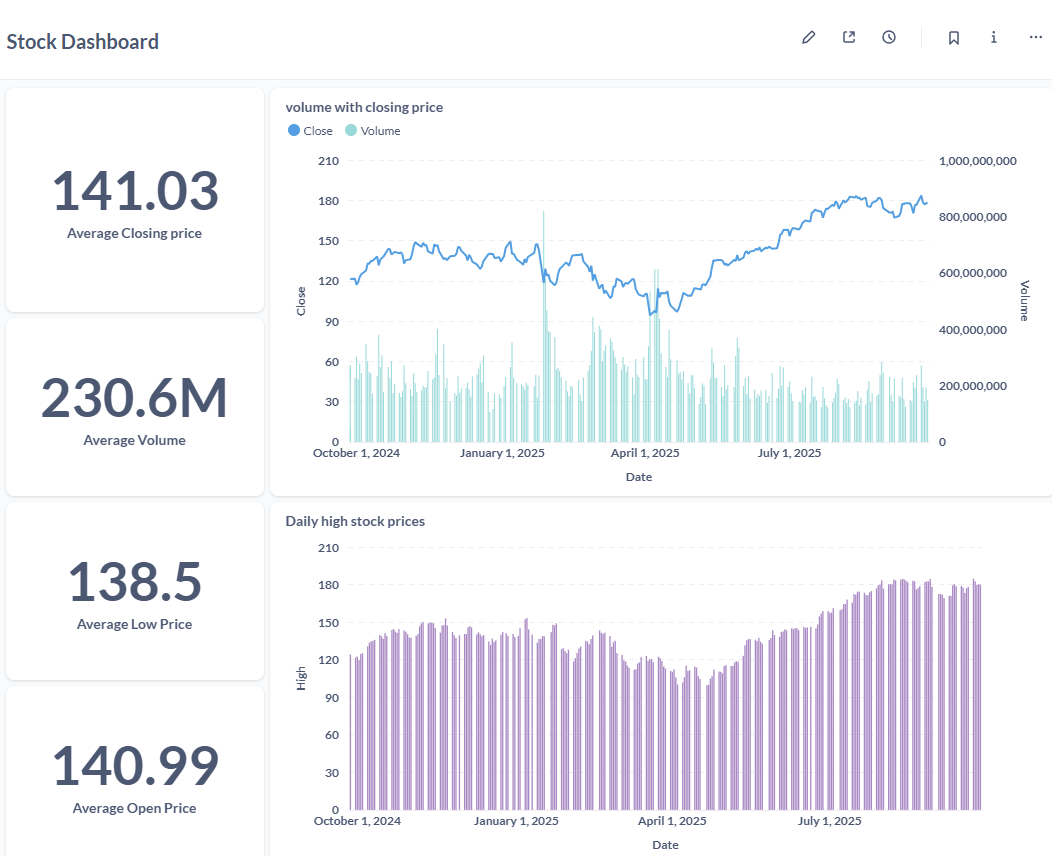 Stock Dashboard
141.03
Average Closing price
230.6M
Average Volume
138.5
Average Low Price
140.99
Average Open Price
volume with closing price
Close Volume
210 1,000,000,000
180
800,000,000
150
600,000,000
120
Close
Volume
90
400,000,000
60
200,000,000
30
0 0
October 1, 2024 January 1, 2025 April 1, 2025 July 1, 2025
Date
Daily high stock prices
210
180
150
120
High
90
60
30
0
October 1, 2024 January 1, 2025 April 1, 2025 July 1, 2025
Date